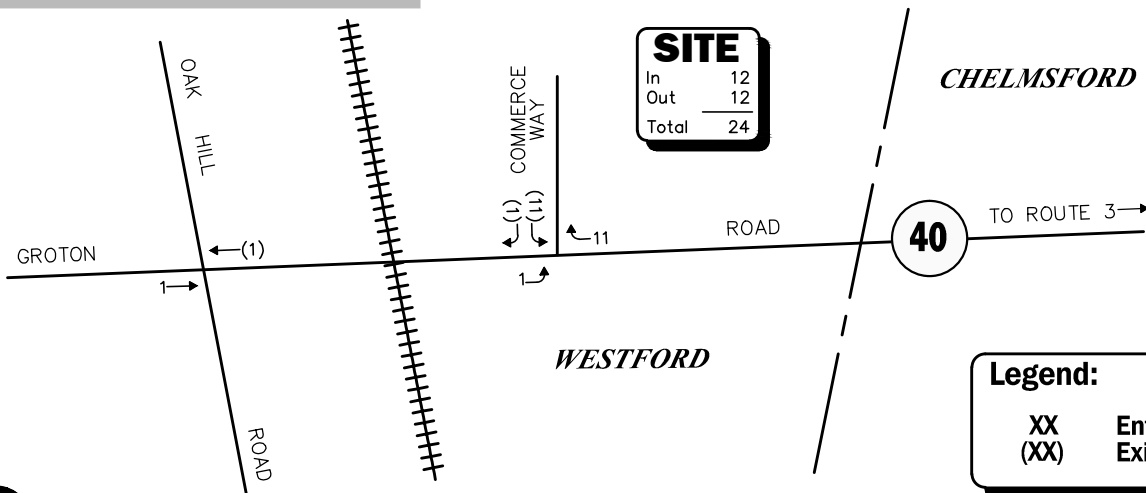 SITE
In 12
Out 12
Total 24
CHELMSFORD
OAK HILL
COMMERCE
WAY
(1) (11)
11
ROAD
40
TO ROUTE 3
GROTON
(1)
1
1
WESTFORD
ROAD
Legend:
XX
(XX)